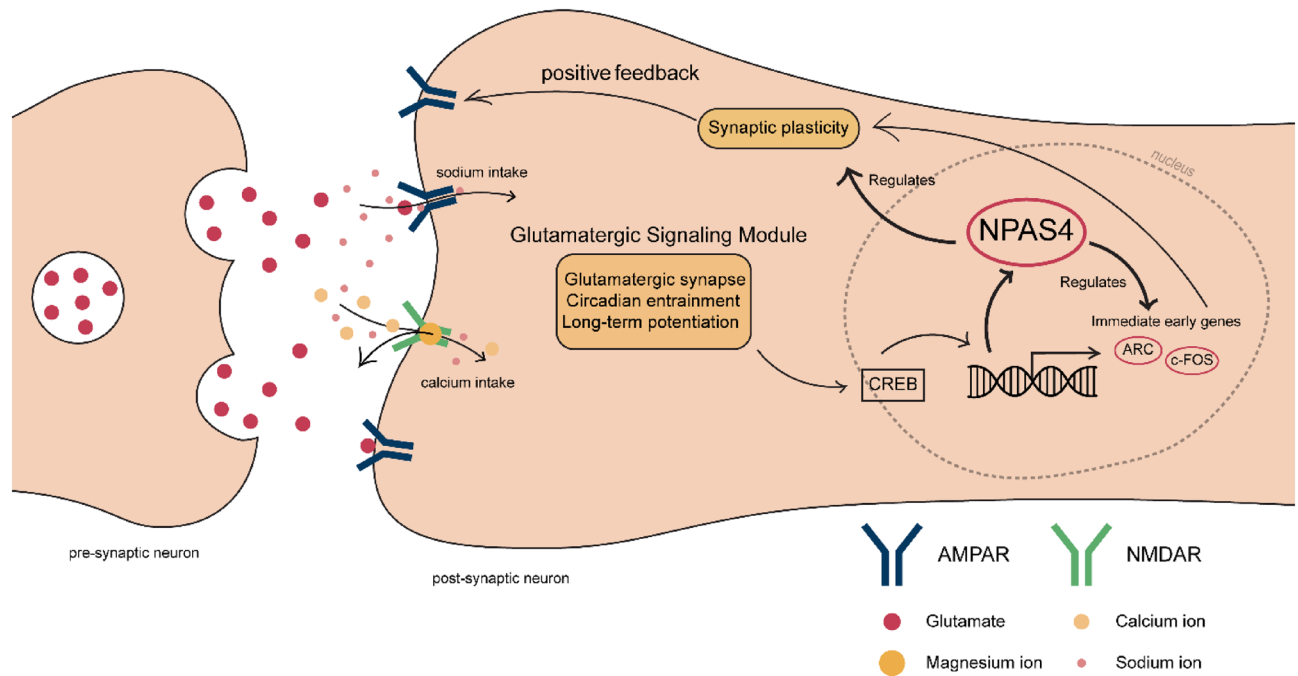 positive feedback
Synaptic plasticity
nucleus
sodium intake
Regulates
NPAS4
Glutamatergic Signaling Module
Regulates
Glutamatergic synapse
Circadian entrainment
Long-term potentiation
Immediate early genes
ARC
c-FOS
calcium intake
CREB
pre-synaptic neuron
post-synaptic neuron
AMPAR
NMDAR
Glutamate
Calcium ion
Magnesium ion
Sodium ion